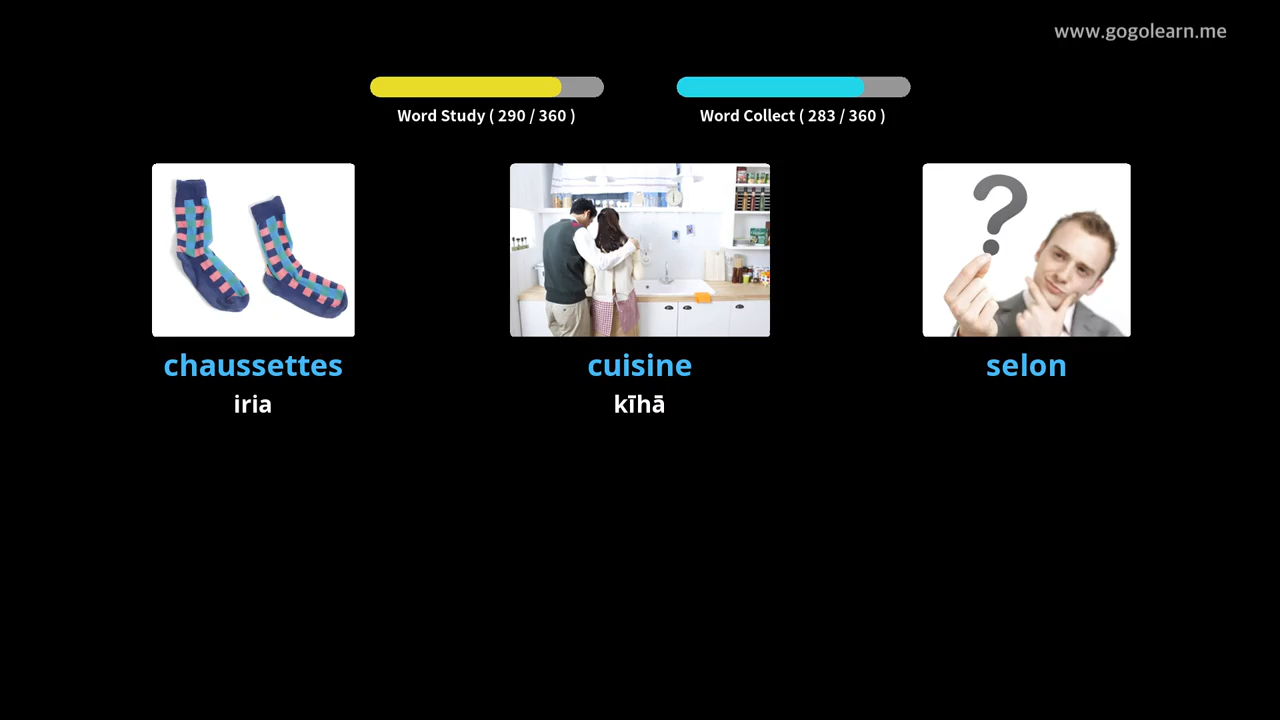 www.gogolearn.me
Word Study ( 290 / 360 )
Word Collect ( 283 / 360 )
chaussettes
cuisine
selon
iria
kīhā